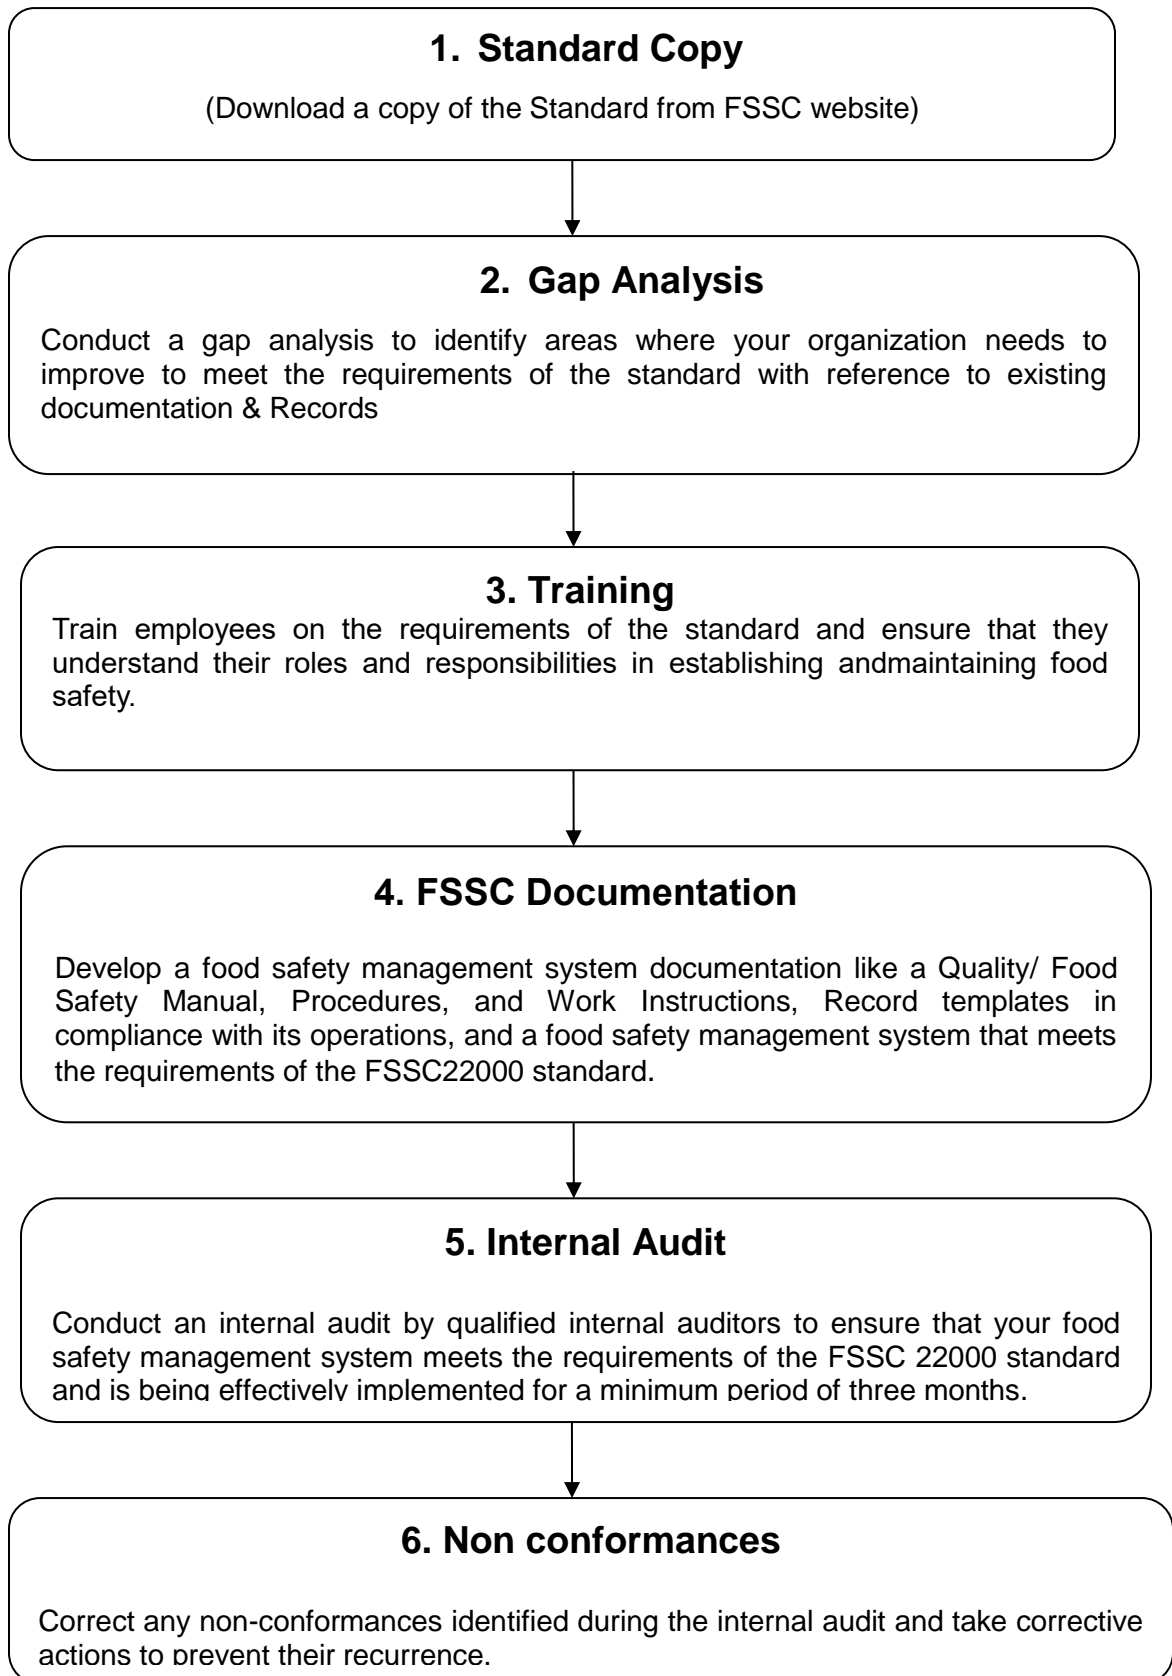 1. Standard Copy
(Download a copy of the Standard from FSSC website)
2. Gap Analysis
Conduct a gap analysis to identify areas where your organization needs to
improve to meet the requirements of the standard with reference to existing
documentation & Records
3. Training
Train employees on the requirements of the standard and ensure that they
understand their roles and responsibilities in establishing andmaintaining food
safety.
4. FSSC Documentation
Develop a food safety management system documentation like a Quality/ Food
Safety Manual, Procedures, and Work Instructions, Record templates in
compliance with its operations, and a food safety management system that meets
the requirements of the FSSC22000 standard.
5. Internal Audit
Conduct an internal audit by qualified internal auditors to ensure that your food
safety management system meets the requirements of the FSSC 22000 standard
and is being effectively implemented for a minimum period of three months.
6. Non conformances
Correct any non-conformances identified during the internal audit and take corrective
actions to prevent their recurrence.